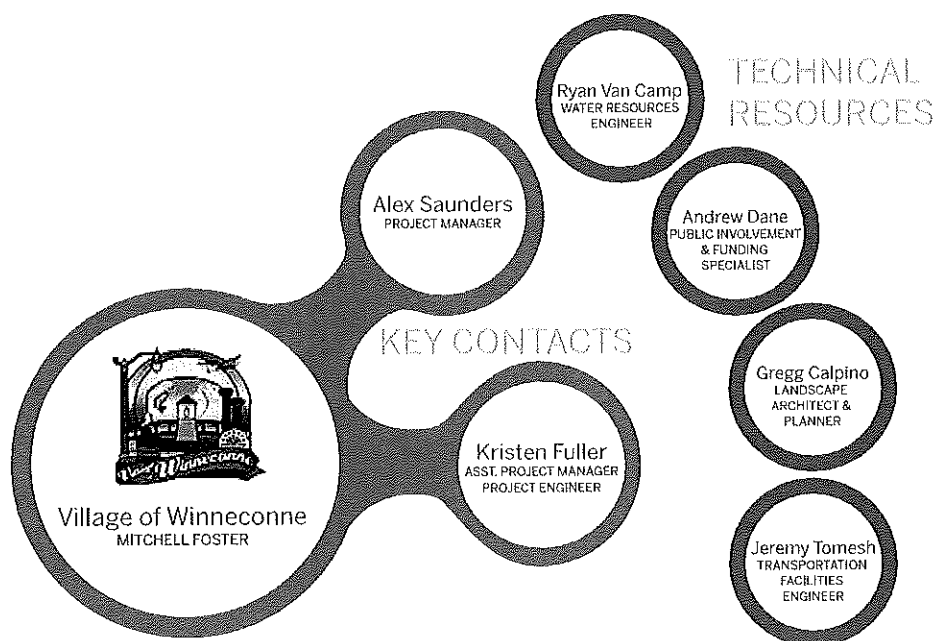 Ryan Van Camp
WATER RESOURCES
ENGINEER
TECHNICAL
RESOURCES
Alex Saunders
PROJECT MANAGER
Andrew Dane
PUBLIC INVOLVEMENT
& FUNDING
SPECIALIST
KEY CONTACTS
Gregg Calpino
LANDSCAPE
ARCHITECT &
PLANNER
Winneconne
Village of Winneconne
MITCHELL FOSTER
Kristen Fuller
ASST. PROJECT MANAGER
PROJECT ENGINEER
Jeremy Tomesh
TRANSPORTATION
FACILITIES
ENGINEER